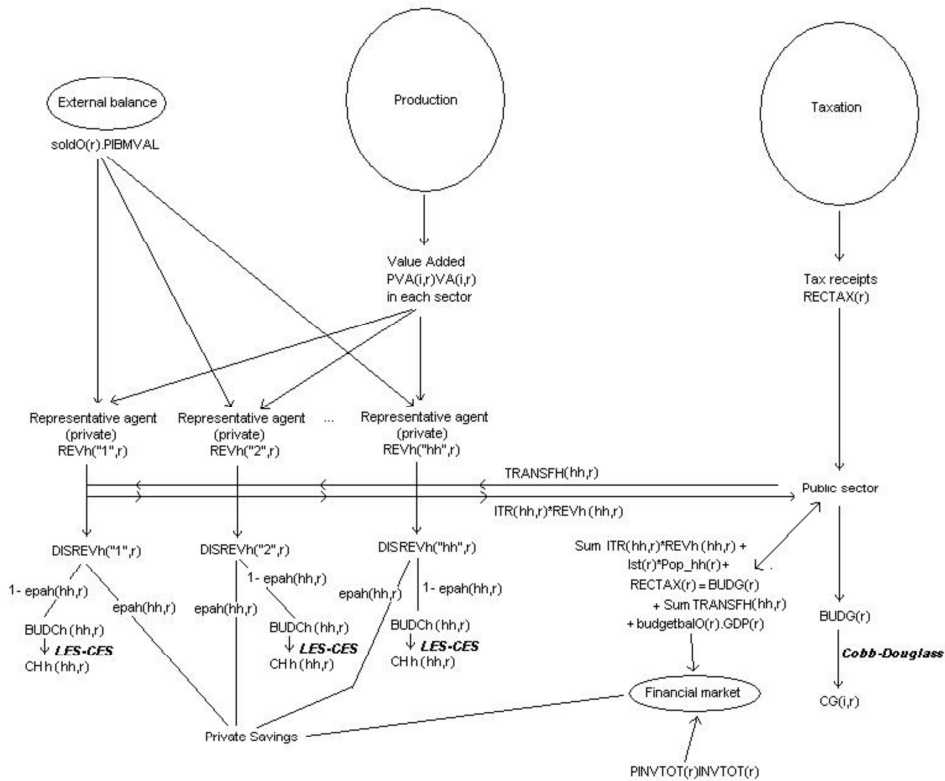 External balance
Production
Taxation
soldO(r).PIBMVAL
Value Added
PVA(i,r)VA(i,r)
in each sector
Tax receipts
RECTAX(r)
Representative agent
(private)
REVh("1",r)
Representative agent
(private)
REVh("2",r)
...
Representative agent
(private)
REVh("hh",r)
TRANSFH(hh,r)
Public sector
ITR(hh,r)*REVh(hh,r)
DISREVh("1",r)
DISREVh("2",r)
DISREVh("hh",r)
Sum ITR(hh,r)*REVh(hh,r) +
lst(r)*Pop_hh(r)+
RECTAX(r) = BUDG(r)
+ Sum TRANSFH(hh,r)
+budgetbalO(r).GDP(r)
1- epah(hh,r)
epah(hh,r)
BUDCh(hh,r)
LES-CES
CHh(hh,r)
1- epah(hh,r)
epah(hh,r)
BUDCh(hh,r)
LES-CES
CHh(hh,r)
epah(hh,r)
1- epah(hh,r)
BUDCh(hh,r)
LES-CES
CHh(hh,r)
BUDG(r)
Cobb-Douglass
CG(i,r)
Financial market
Private Savings
PINVTOT(r)INVTOT(r)